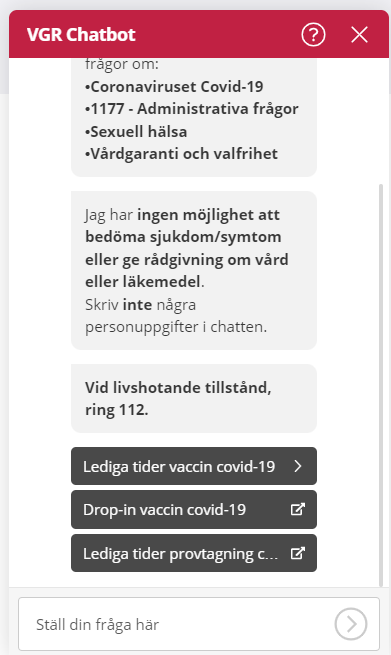 VGR Chatbot
frågor om:
•Coronaviruset Covid-19
•1177 - Administrativa frågor
•Sexuell hälsa
•Vårdgaranti och valfrihet
Jag har ingen möjlighet att
bedöma sjukdom/symtom
eller ge rådgivning om vård
eller läkemedel.
Skriv inte några
personuppgifter i chatten.
Vid livshotande tillstånd,
ring 112.
Lediga tider vaccin covid-19
Drop-in vaccin covid-19
Lediga tider provtagning c...
Ställ din fråga här